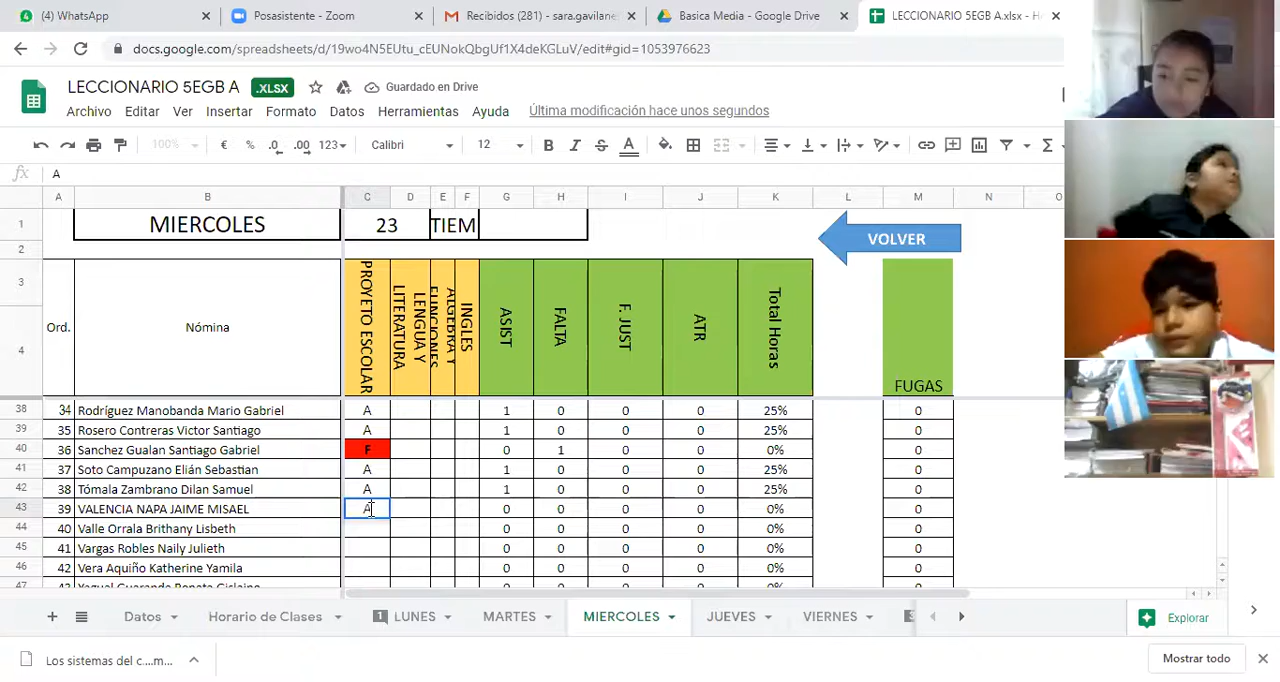 (4) WhatsApp
Posasistente - Zoom
Recibidos (281) - sara.gavilane
Basica Media - Google Drive
LECCIONARIO 5EGB A.xlsx - H
docs.google.com/spreadsheets/d/19wo4N5EUtu_cEUNokQbgUf1X4deKGLuV/edit#gid=1053976623
LECCIONARIO 5EGB A .XLSX Guardado en Drive
Archivo Editar Ver Insertar Formato Datos Herramientas Ayuda Última modificación hace unos segundos
100% € % .0 .00 123 Calibri 12 B I S A Σ
fx A
A B C D E F G H I J K L M N O
1 MIERCOLES 23 TIEM VOLVER
2
3
4
Ord. Nómina PROYETO ESCOLAR LENGUA Y LITERATURA INGLES ASSIST FALTA F. JUST ATR Total Horas FUGAS
38 34 Rodríguez Manobanda Mario Gabriel A 1 0 0 0 25% 0
39 35 Rosero Contreras Victor Santiago A 1 0 0 0 25% 0
40 36 Sanchez Gualan Santiago Gabriel F 0 1 0 0 0% 0
41 37 Soto Campuzano Elián Sebastian A 1 0 0 0 25% 0
42 38 Tómala Zambrano Dilan Samuel A 1 0 0 0 25% 0
43 39 VALENCIA NAPA JAIME MISAEL A 0 0 0 0 0% 0
44 40 Valle Orrala Brithany Lisbeth 0 0 0 0 0% 0
45 41 Vargas Robles Naily Julieth 0 0 0 0 0% 0
46 42 Vera Aquiño Katherine Yamila 0 0 0 0 0% 0
47
Datos Horario de Clases 1 LUNES MARTES MIERCOLES JUEVES VIERNES Explorar
Los sistemas del c....m... Mostrar todo